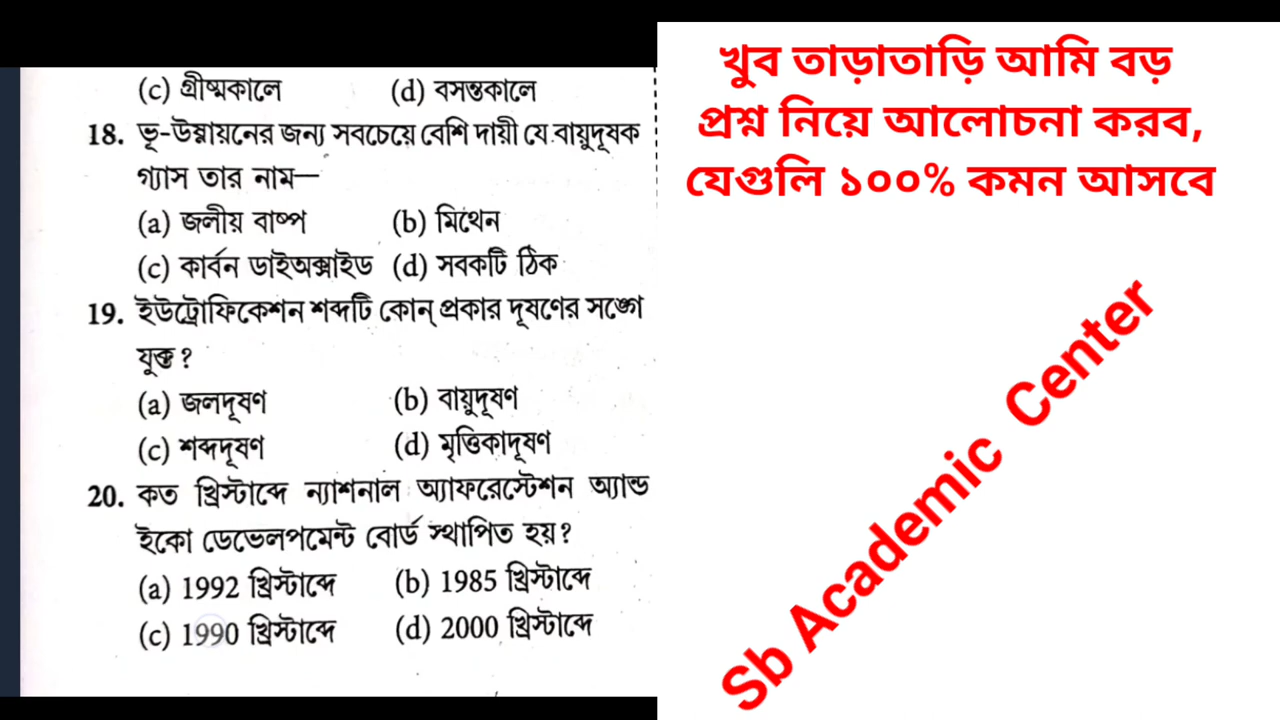 (c) গ্রীষ্মকালে (d) বসন্তকালে
18. ভূ-উষ্ণায়নের জন্য সবচেয়ে বেশি দায়ী যে বায়ুদূষক
গ্যাস তার নাম—
(a) জলীয় বাষ্প (b) মিথেন
(c) কার্বন ডাইঅক্সাইড (d) সবকটি ঠিক
19. ইউট্রোফিকেশন শব্দটি কোন্ প্রকার দূষণের সঙ্গে
যুক্ত?
(a) জলদূষণ (b) বায়ুদূষণ
(c) শব্দদূষণ (d) মৃত্তিকাদূষণ
20. কত খ্রিস্টাব্দে ন্যাশনাল অ্যাফরেস্টেশন অ্যান্ড
ইকো ডেভেলপমেন্ট বোর্ড স্থাপিত হয়?
(a) 1992 খ্রিস্টাব্দে (b) 1985 খ্রিস্টাব্দে
(c) 1990 খ্রিস্টাব্দে (d) 2000 খ্রিস্টাব্দে
খুব তাড়াতাড়ি আমি বড়
প্রশ্ন নিয়ে আলোচনা করব,
যেগুলি ১০০% কমন আসবে
Sb Academic Center